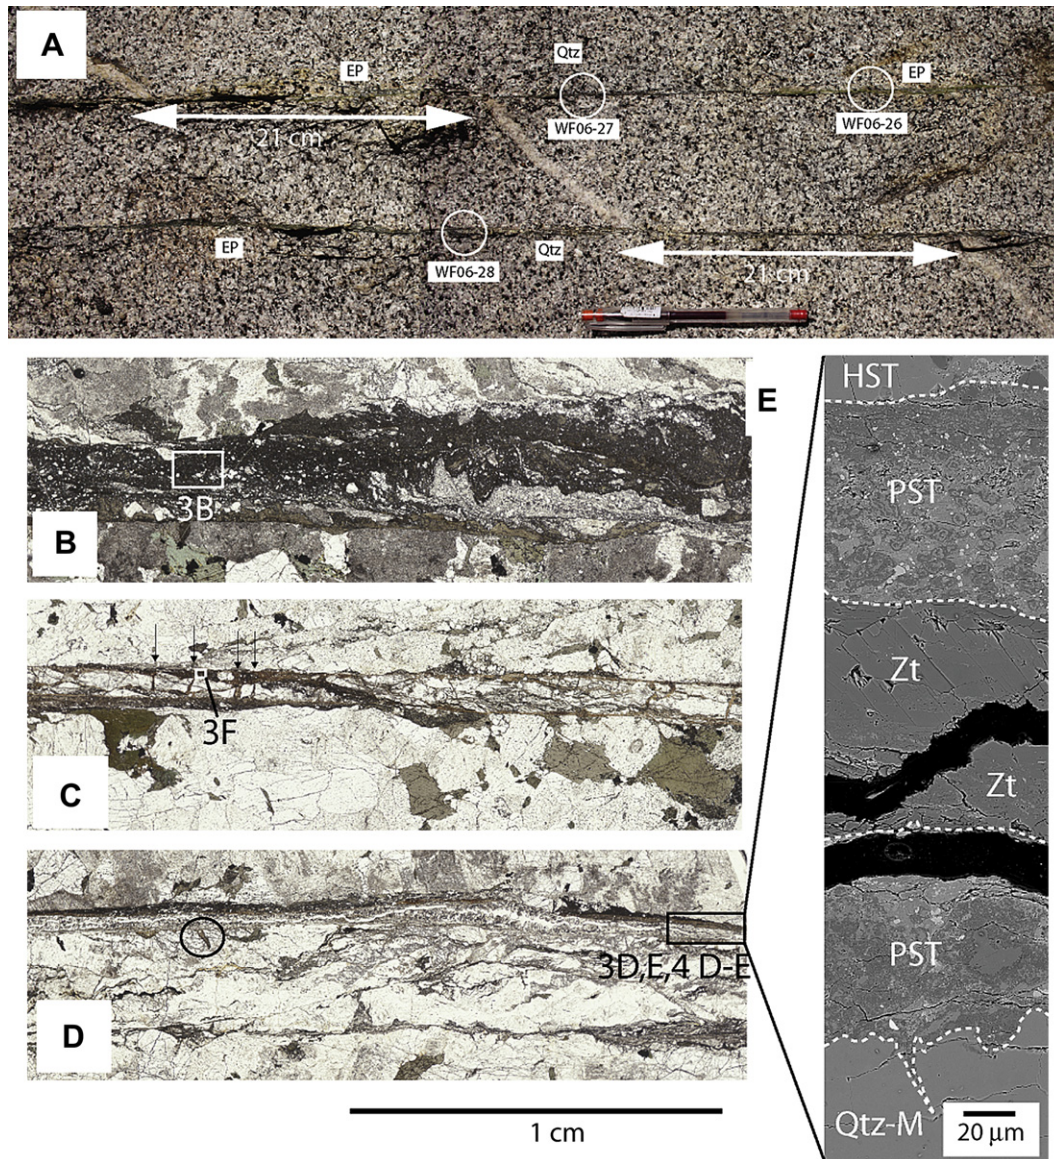 A
EP
Qtz
EP
21 cm
WF06-27
WF06-26
EP
WF06-28
Qtz
21 cm
B
3B
C
3F
D
3D,E,4 D-E
1 cm
E
HST
PST
Zt
Zt
PST
Qtz-M
20 µm